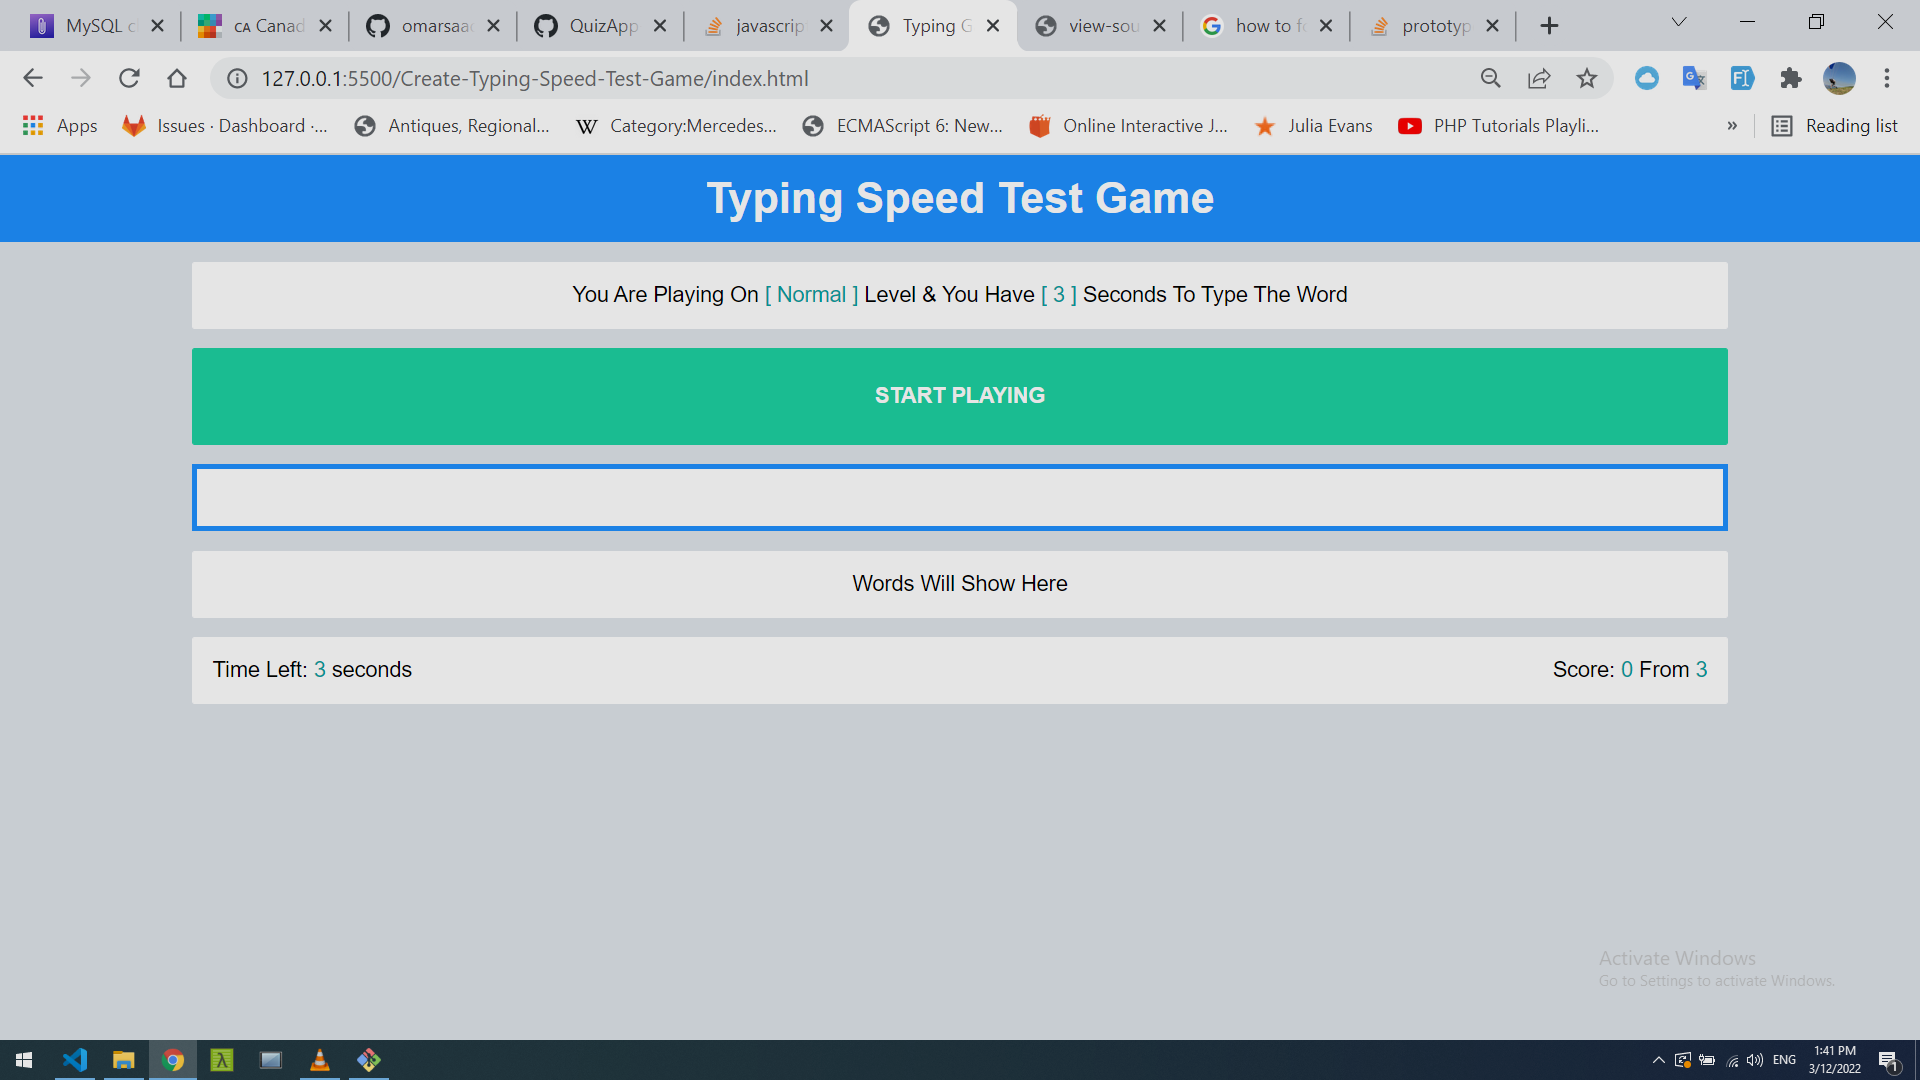 MySQL c
CA Canad
omarsaad
QuizApp
javascrip
Typing G
view-sou
how to fo
prototyp
127.0.0.1:5500/Create-Typing-Speed-Test-Game/index.html
Apps
Issues · Dashboard ·...
Antiques, Regional...
W Category:Mercedes...
ECMAScript 6: New...
Online Interactive J...
Julia Evans
PHP Tutorials Playli...
»
Reading list
Typing Speed Test Game
You Are Playing On [ Normal ] Level & You Have [ 3 ] Seconds To Type The Word
START PLAYING
Words Will Show Here
Time Left: 3 seconds
Score: 0 From 3
Activate Windows
Go to Settings to activate Windows.
ENG
1:41 PM
3/12/2022
1